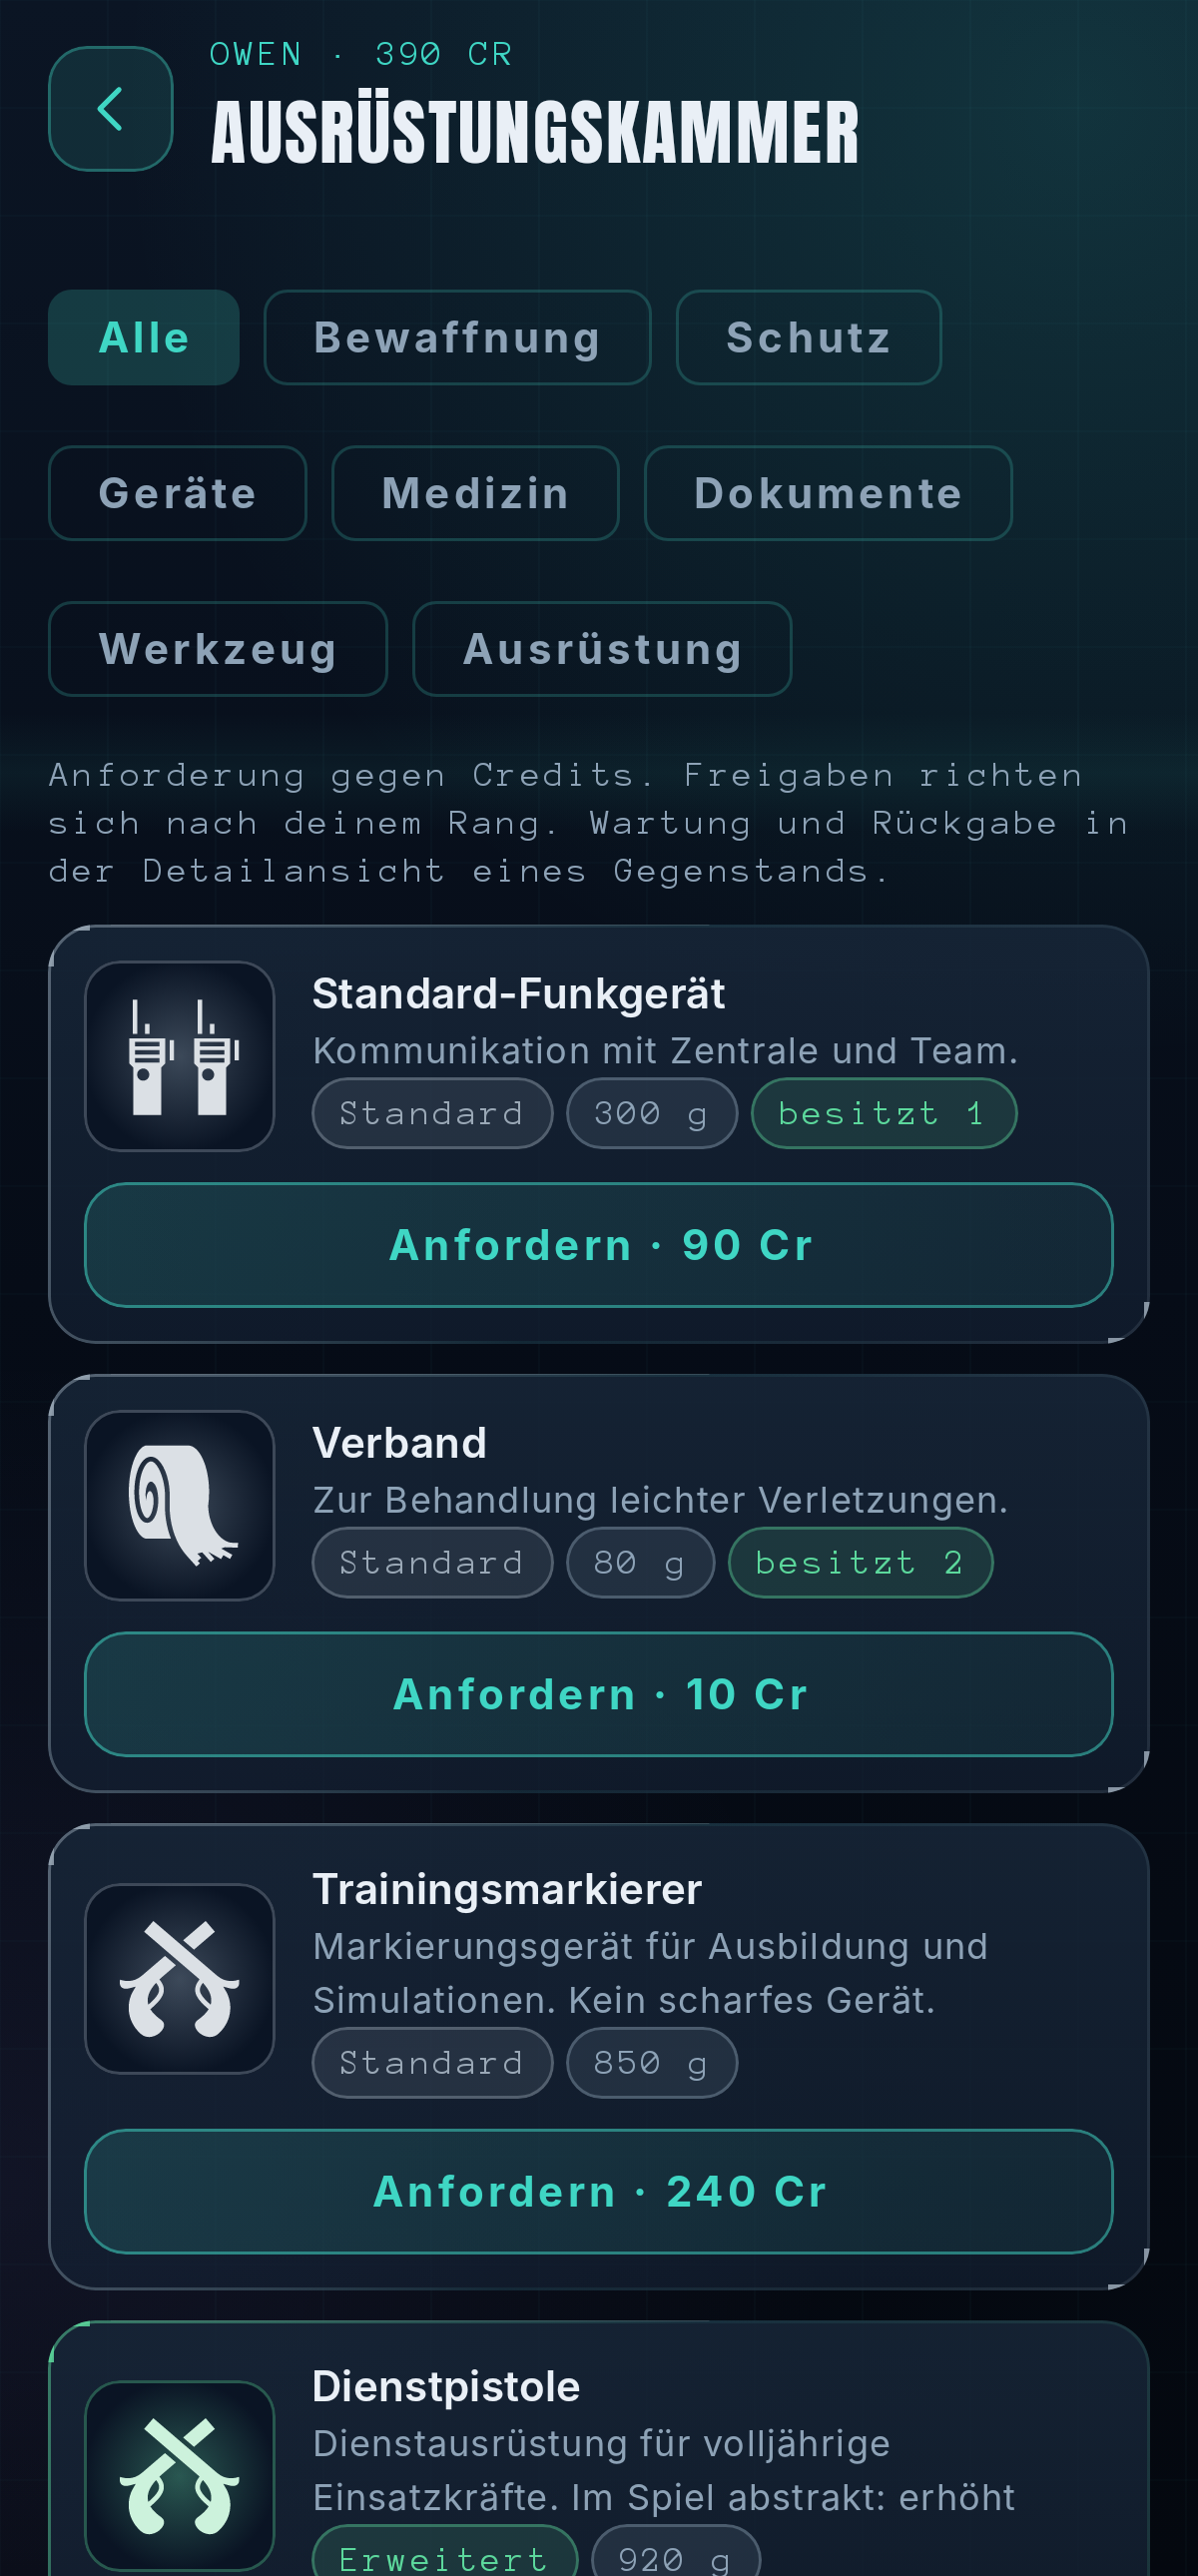 OWEN · 390 CR
AUSRÜSTUNGSKAMMER
Alle
Bewaffnung
Schutz
Geräte
Medizin
Dokumente
Werkzeug
Ausrüstung
Anforderung gegen Credits. Freigaben richten
sich nach deinem Rang. Wartung und Rückgabe in
der Detailansicht eines Gegenstands.
Standard-Funkgerät
Kommunikation mit Zentrale und Team.
Standard
300 g
besitzt 1
Anfordern · 90 Cr
Verband
Zur Behandlung leichter Verletzungen.
Standard
80 g
besitzt 2
Anfordern · 10 Cr
Trainingsmarkierer
Markierungsgerät für Ausbildung und
Simulationen. Kein scharfes Gerät.
Standard
850 g
Anfordern · 240 Cr
Dienstpistole
Dienstausrüstung für volljährige
Einsatzkräfte. Im Spiel abstrakt: erhöht
Erweitert
920 g